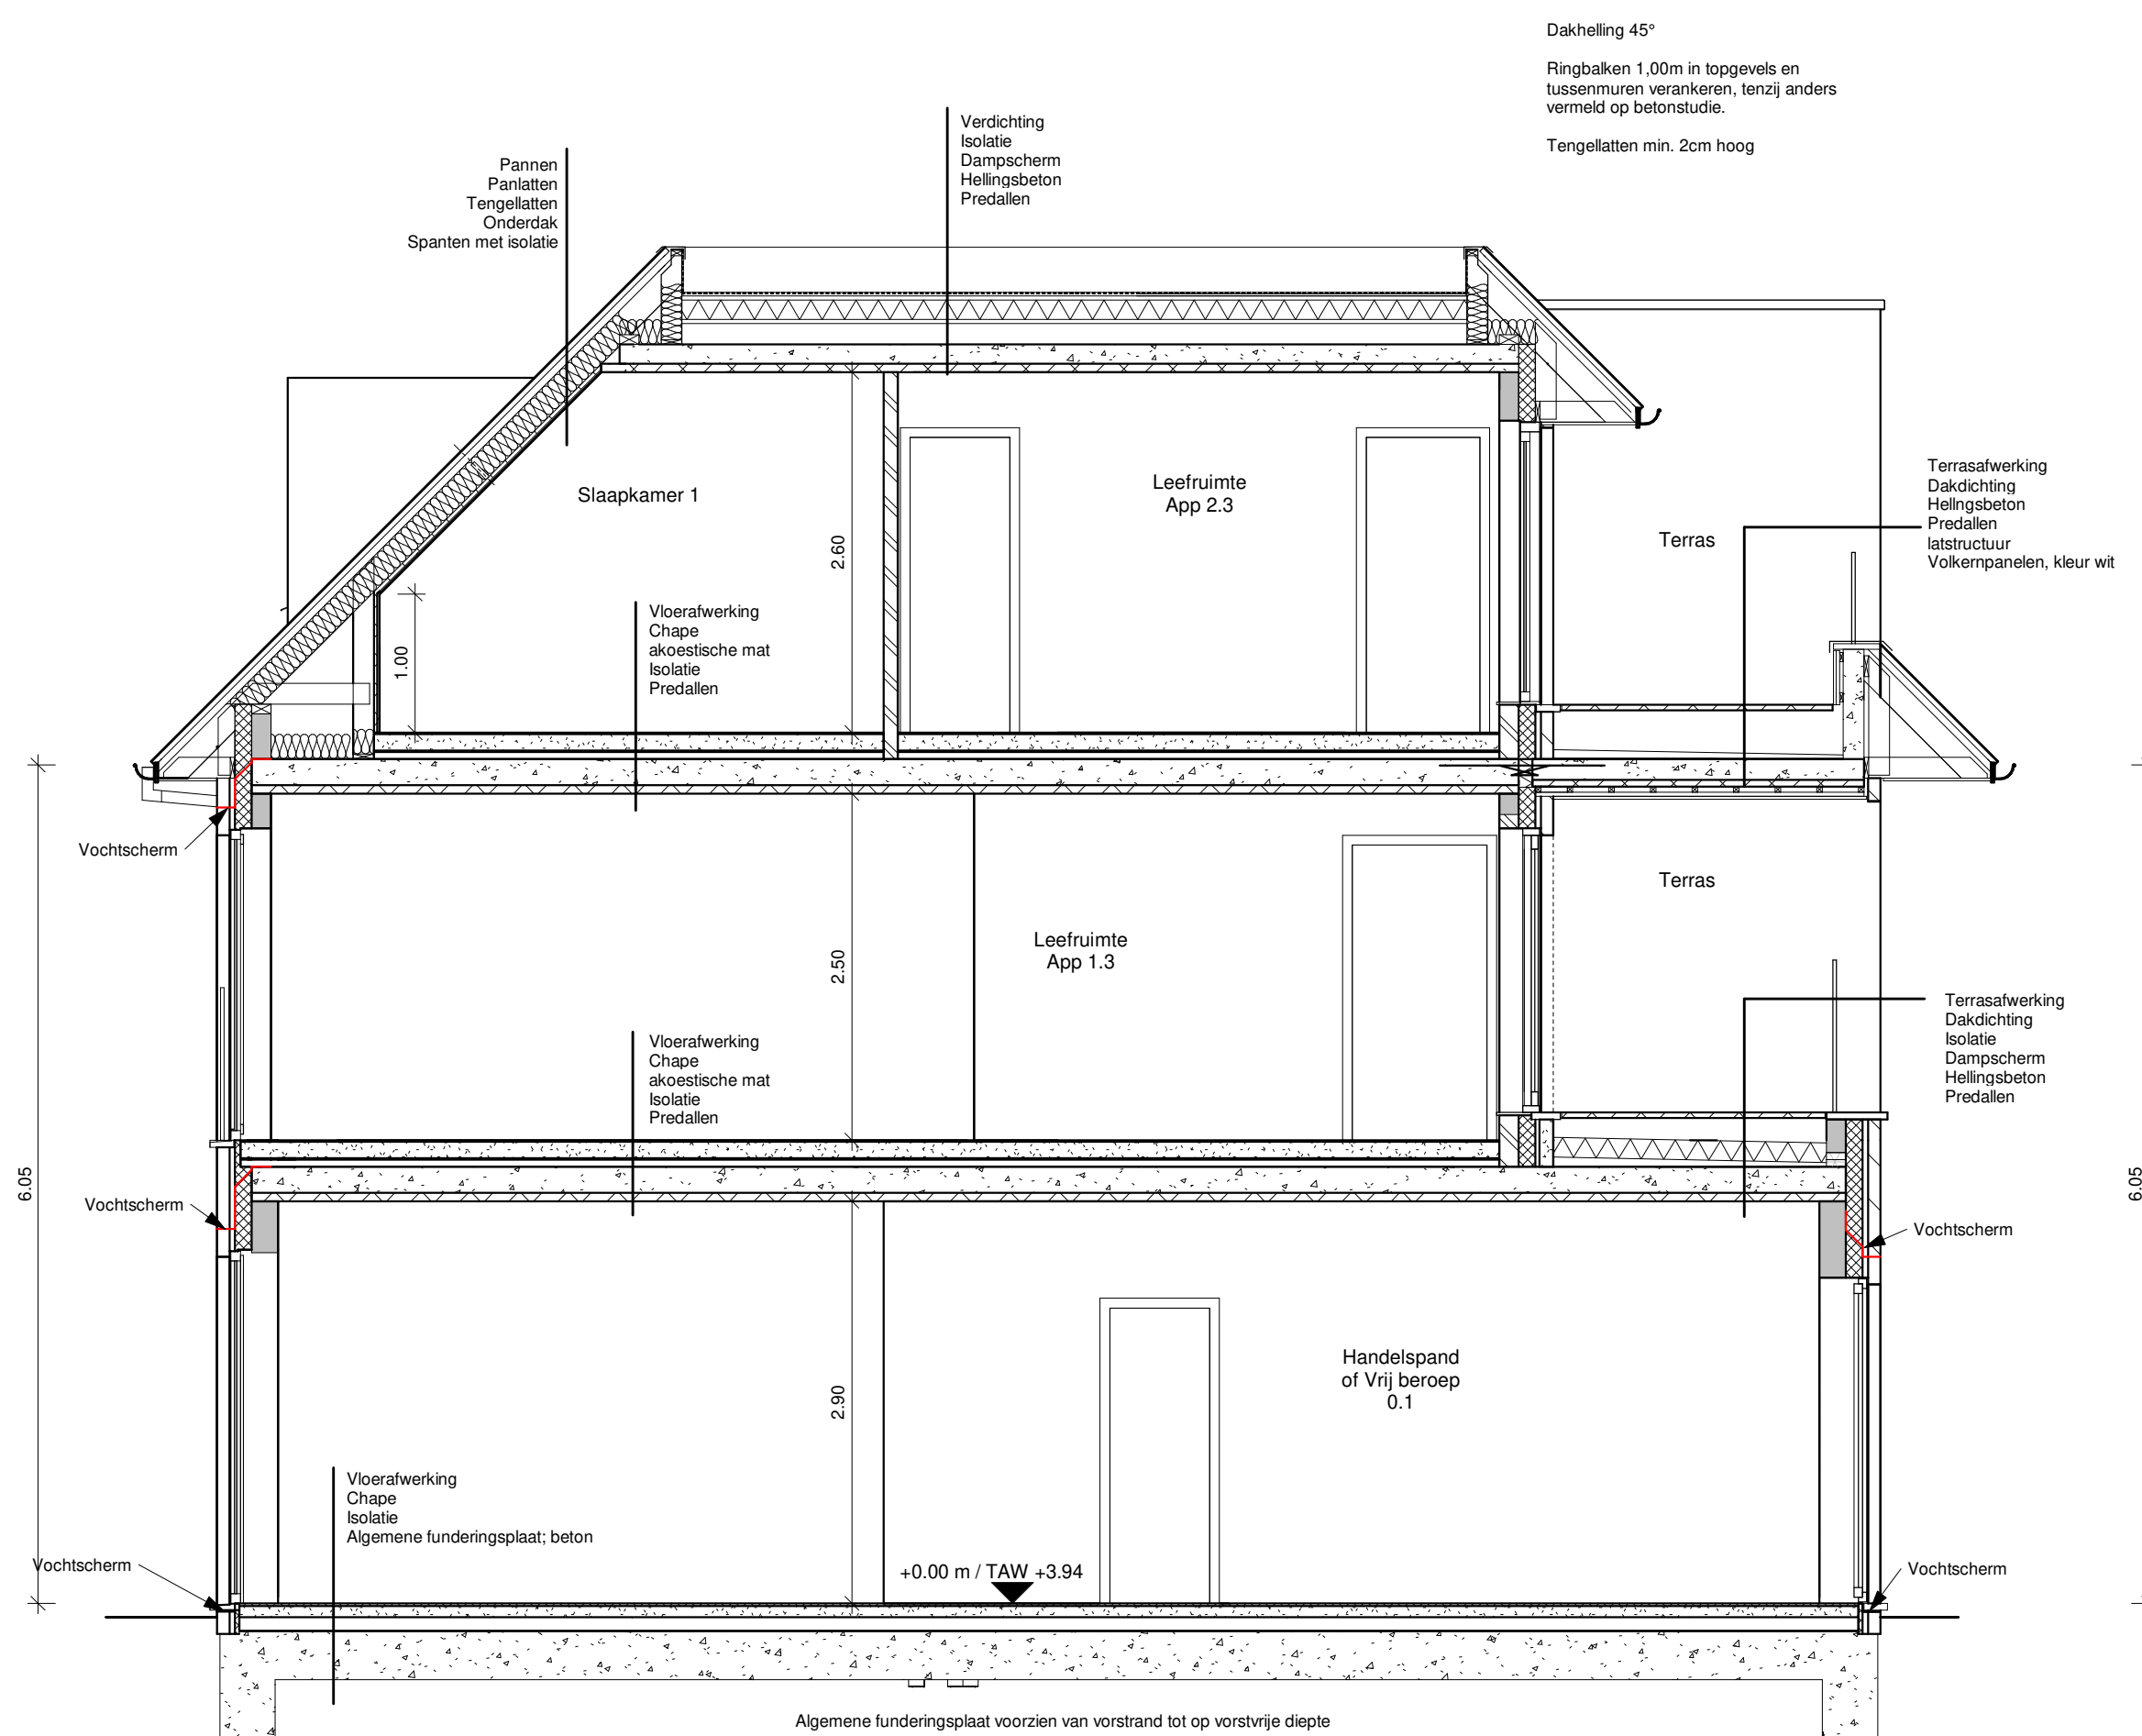 Dakhelling 45°
Ringbalken 1,00m in topgevels en
tussenmuren verankeren, tenzij anders
vermeld op betonstudie.
Tengellatten min. 2cm hoog
Verdichting
Isolatie
Dampscherm
Hellingsbeton
Predallen
Pannen
Panlatten
Tengellatten
Onderdak
Spanten met isolatie
Terrasafwerking
Dakdichting
Hellngsbeton
Predallen
latstructuur
Volkernpanelen, kleur wit
Slaapkamer 1
Leefruimte
App 2.3
Terras
2.60
1.00
Vloerafwerking
Chape
akoestische mat
Isolatie
Predallen
Vochtscherm
Terras
Leefruimte
App 1.3
2.50
Terrasafwerking
Dakdichting
Isolatie
Dampscherm
Hellingsbeton
Predallen
Vloerafwerking
Chape
akoestische mat
Isolatie
Predallen
6.05
6.05
Vochtscherm
Vochtscherm
Handelspand
of Vrij beroep
0.1
2.90
Vloerafwerking
Chape
Isolatie
Algemene funderingsplaat; beton
Vochtscherm
+0.00 m / TAW +3.94
Vochtscherm
Algemene funderingsplaat voorzien van vorstrand tot op vorstvrije diepte